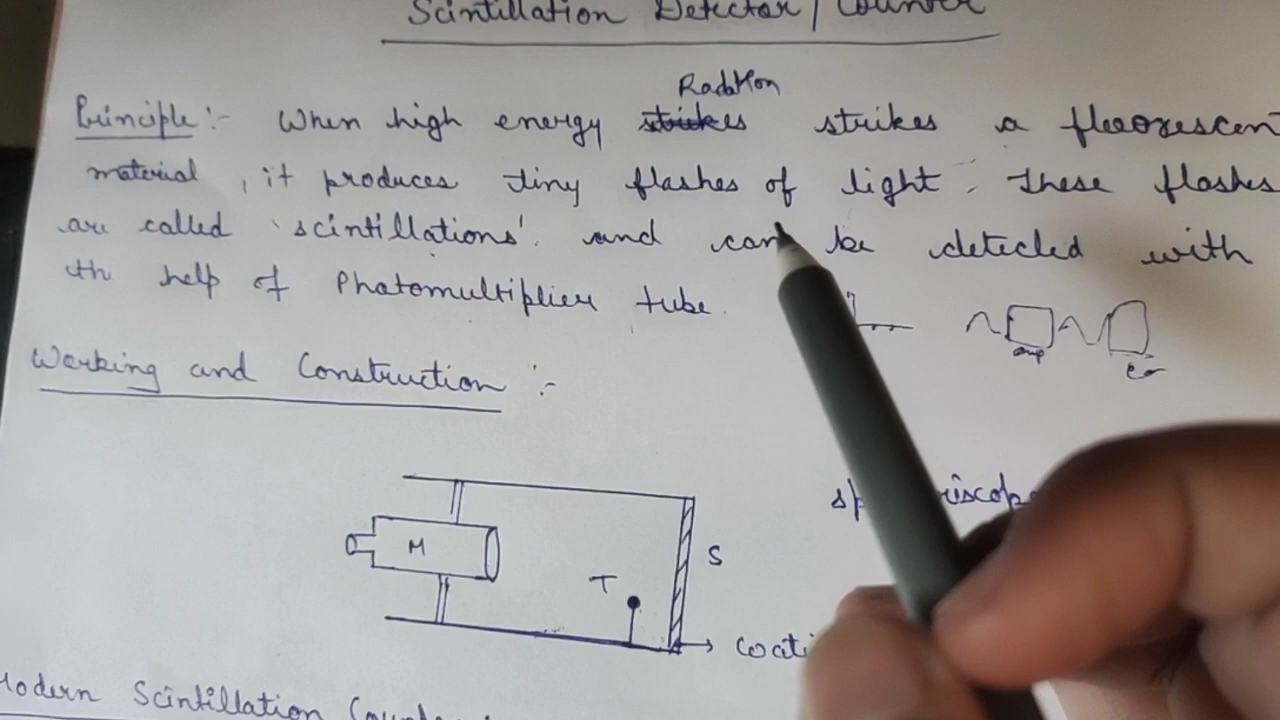 Scintillation Detector / Counter
Radation
Principle :- When high energy strikes strikes a fluorescent
material, it produces tiny flashes of light. These flashes
are called 'scintillations'. and can be detected with
the help of Photomultiplier tube.
amp
Working and Construction :-
M
T
S
Modern Scintillation